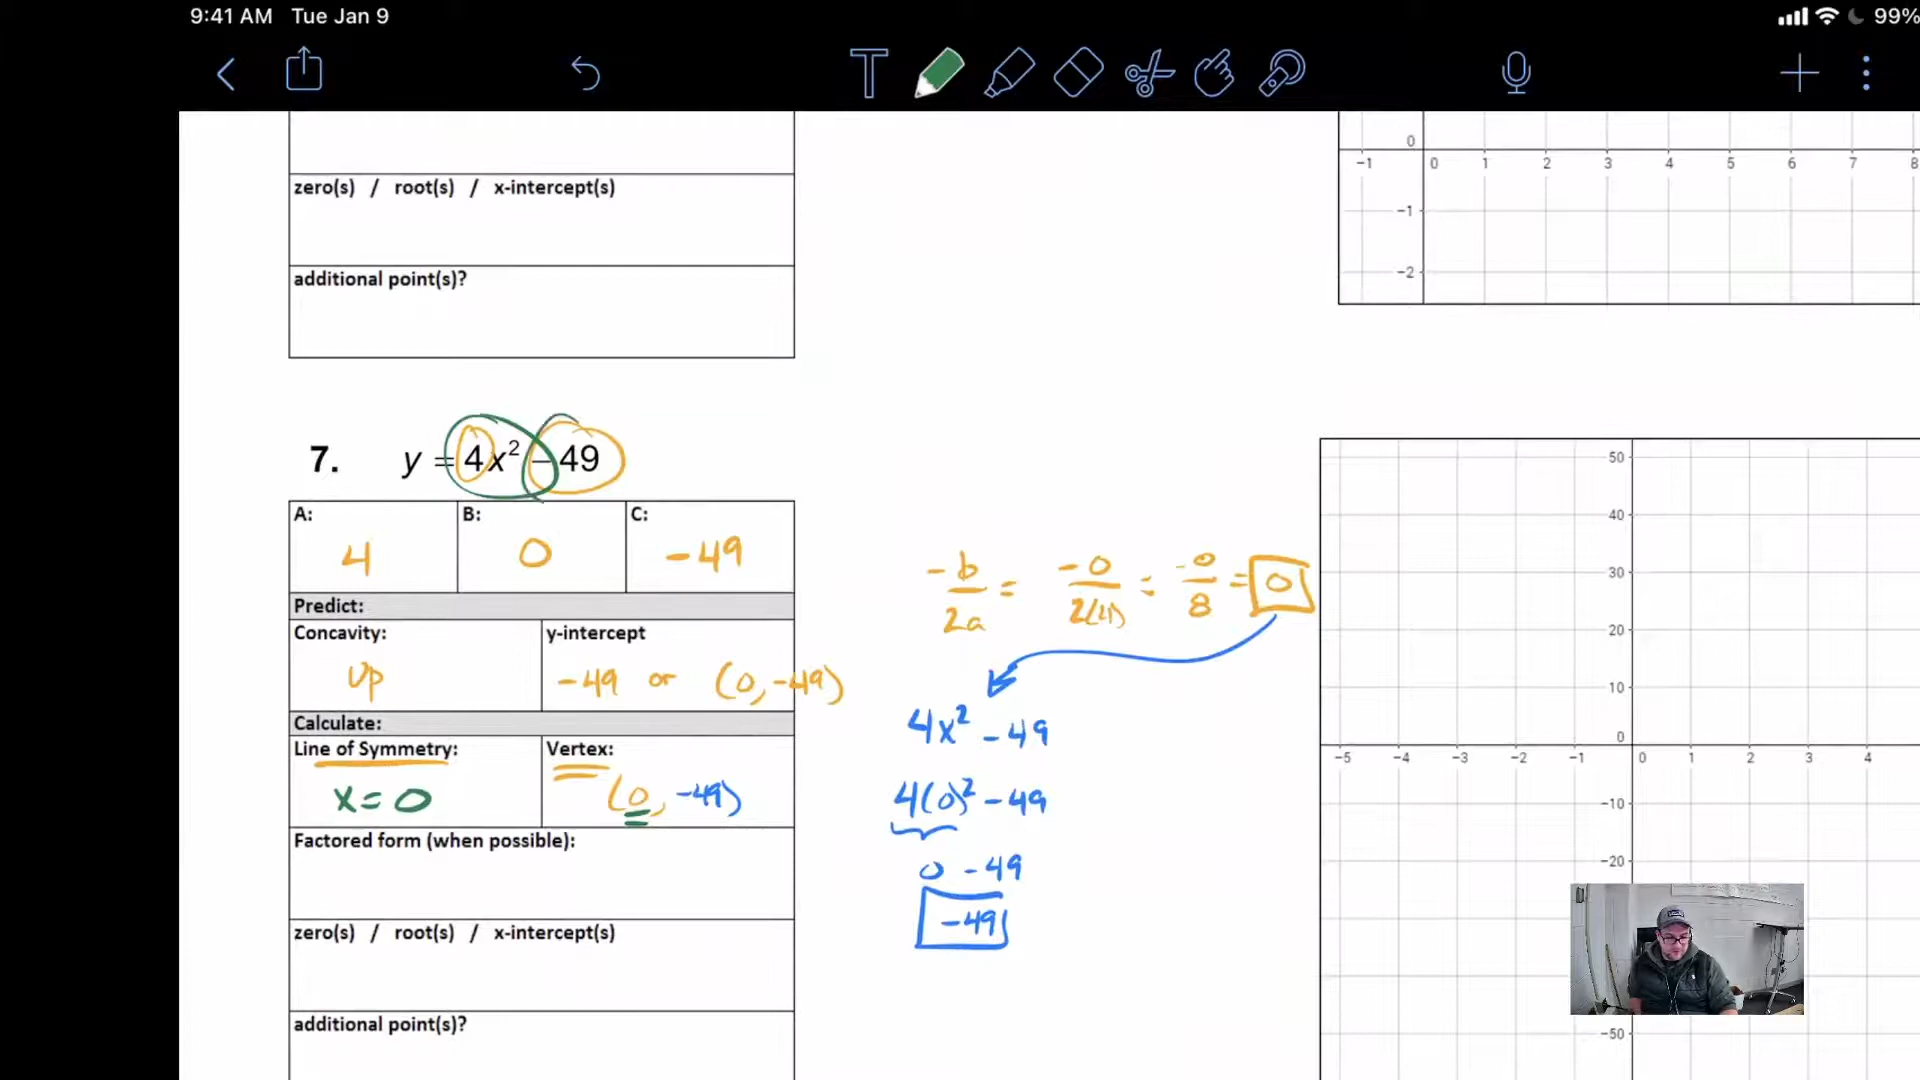 9:41 AM Tue Jan 9
99%
T
zero(s) / root(s) / x-intercept(s)
additional point(s)?
0
-1 0 1 2 3 4 5 6 7 8
-1
-2
7. y = 4x² - 49
A: B: C:
4 0 -49
Predict:
Concavity: y-intercept
Up -49 or (0, -49)
Calculate:
Line of Symmetry: Vertex:
x = 0 (0, -49)
Factored form (when possible):
zero(s) / root(s) / x-intercept(s)
additional point(s)?
-b/2a = -0/2(4) = -0/8 = 0
4x² - 49
4(0)² - 49
0 - 49
-49
50
40
30
20
10
0
-5 -4 -3 -2 -1 0 1 2 3 4
-10
-20
-50